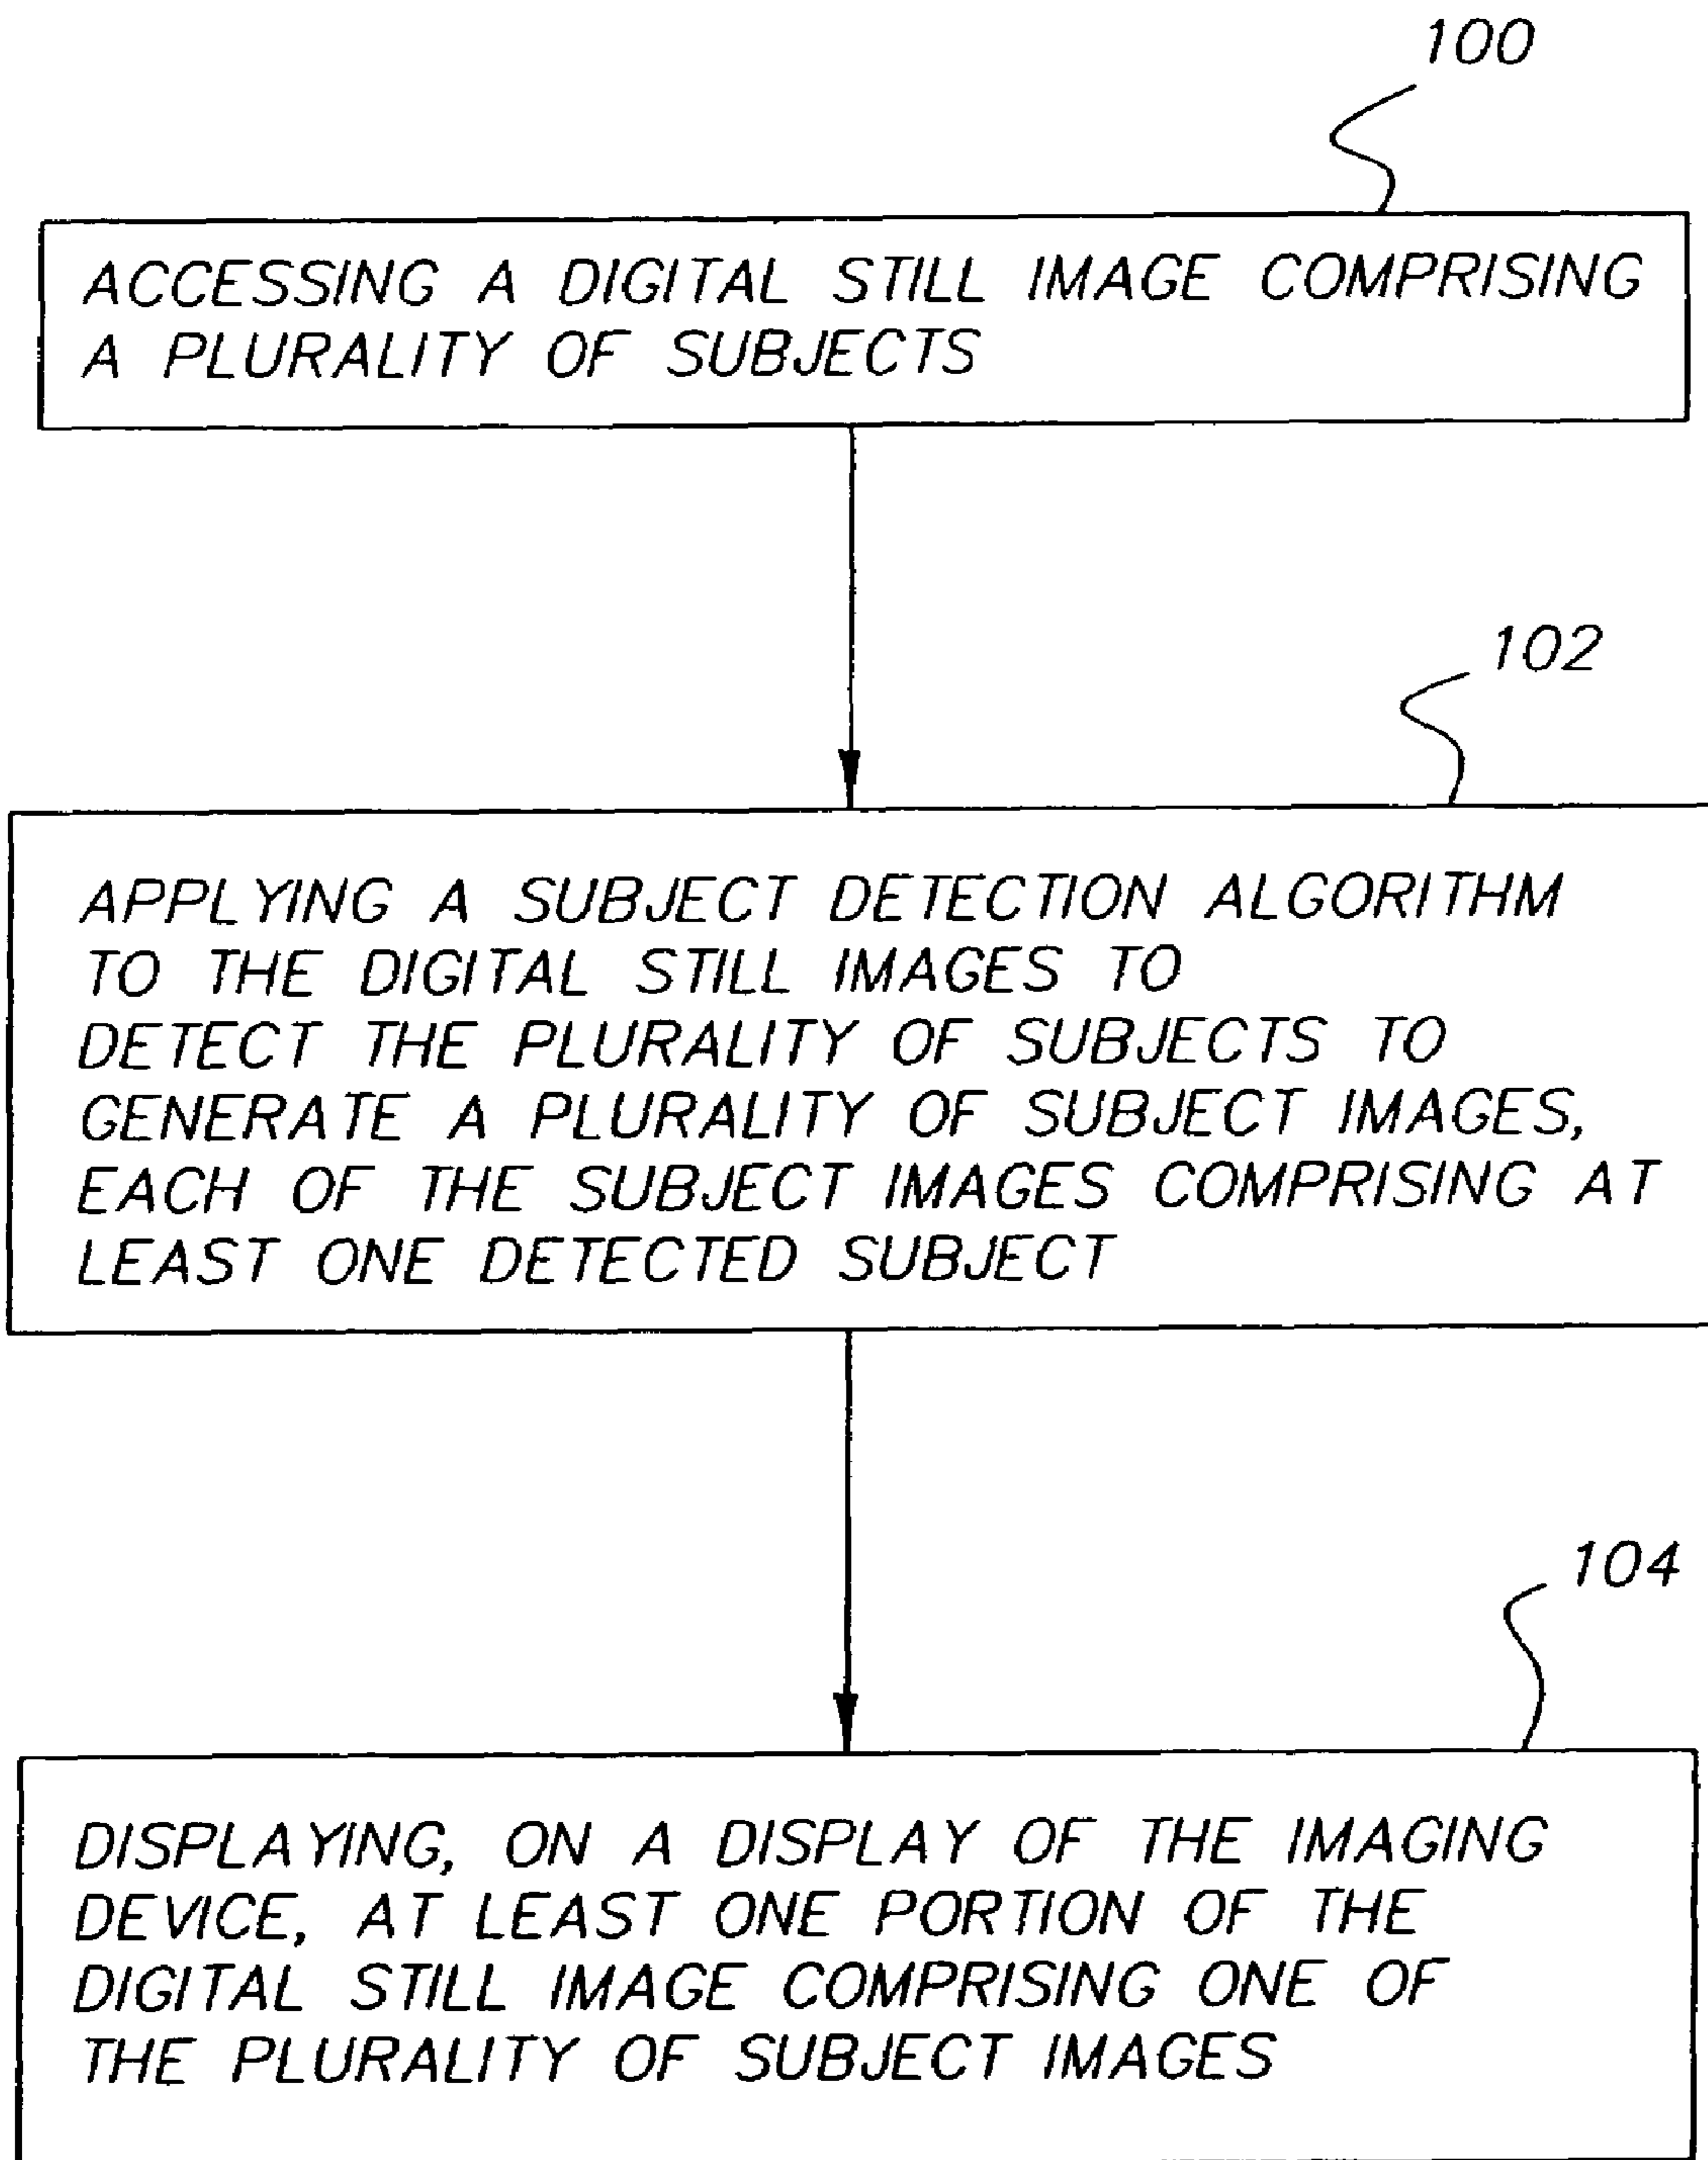 100
ACCESSING A DIGITAL STILL IMAGE COMPRISING
A PLURALITY OF SUBJECTS
102
APPLYING A SUBJECT DETECTION ALGORITHM
TO THE DIGITAL STILL IMAGES TO
DETECT THE PLURALITY OF SUBJECTS TO
GENERATE A PLURALITY OF SUBJECT IMAGES,
EACH OF THE SUBJECT IMAGES COMPRISING AT
LEAST ONE DETECTED SUBJECT
104
DISPLAYING, ON A DISPLAY OF THE IMAGING
DEVICE, AT LEAST ONE PORTION OF THE
DIGITAL STILL IMAGE COMPRISING ONE OF
THE PLURALITY OF SUBJECT IMAGES